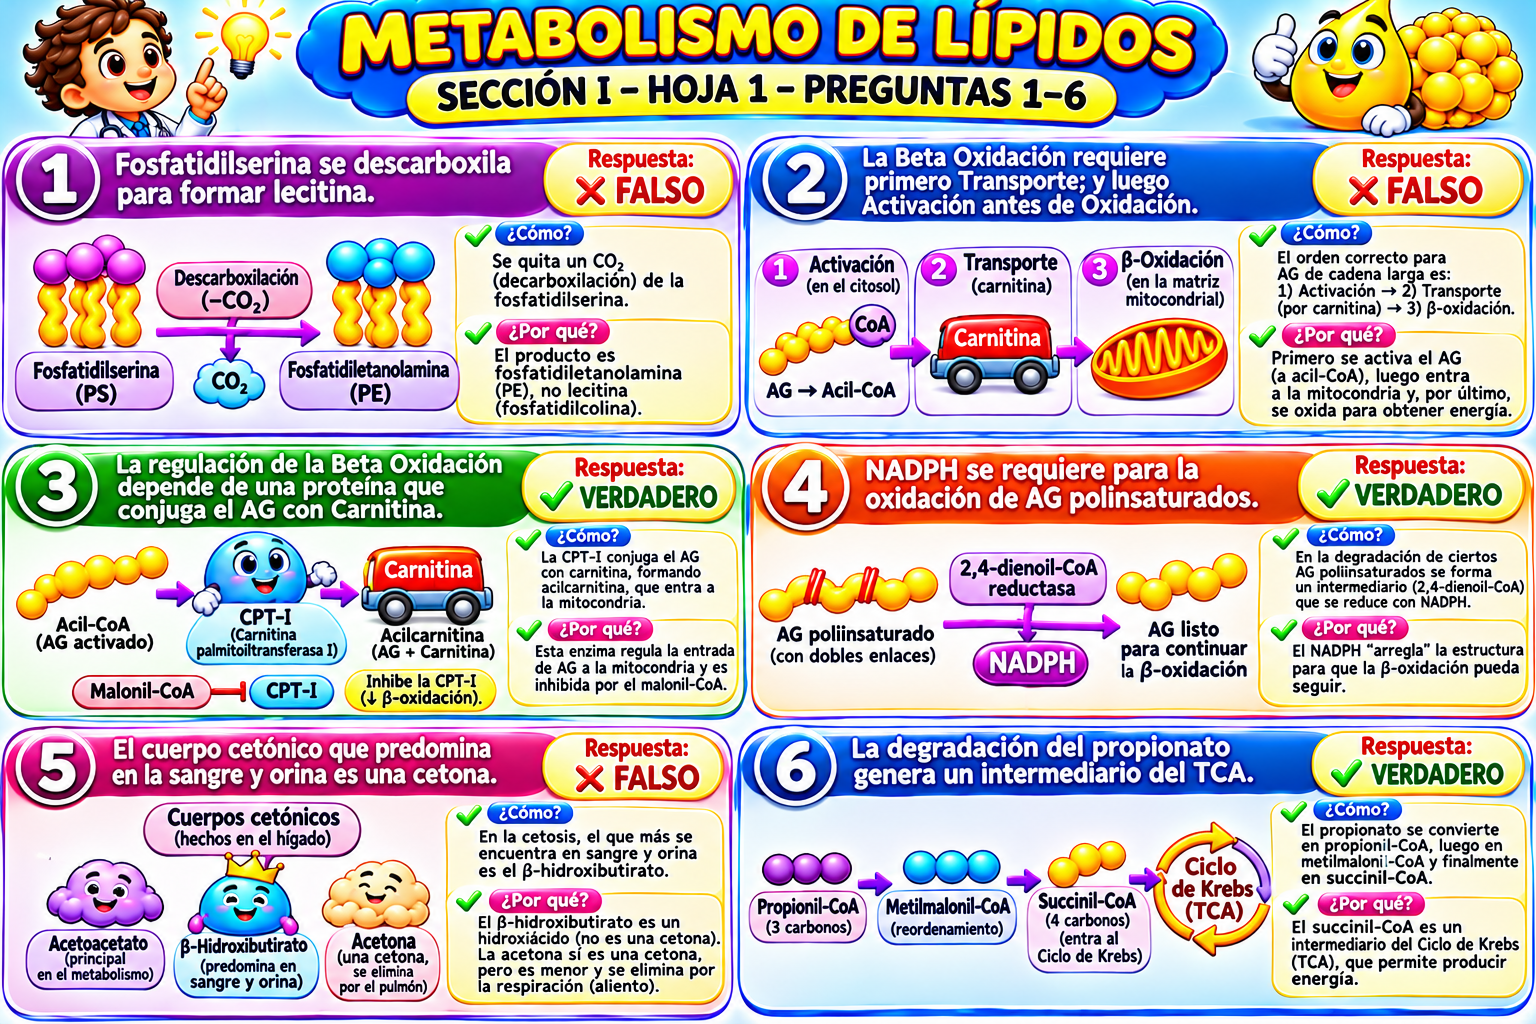 METABOLISMO DE LÍPIDOS
SECCIÓN I – HOJA 1 – PREGUNTAS 1–6
1
Fosfatidilserina se descarboxila
para formar lecitina.
Respuesta:
FALSO
Fosfatidilserina
(PS)
Descarboxilación
(−CO₂)
CO₂
Fosfatidiletanolamina
(PE)
¿Cómo?
Se quita un CO₂
(decarboxilación) de la
fosfatidilserina.
¿Por qué?
El producto es
fosfatidiletanolamina
(PE), no lecitina
(fosfatidilcolina).
2
La Beta Oxidación requiere
primero Transporte; y luego
Activación antes de Oxidación.
Respuesta:
FALSO
1 Activación
(en el citosol)
CoA
AG → Acil-CoA
2 Transporte
(carnitina)
Carnitina
3 β-Oxidación
(en la matriz
mitocondrial)
¿Cómo?
El orden correcto para
AG de cadena larga es:
1) Activación → 2) Transporte
(por carnitina) → 3) β-oxidación.
¿Por qué?
Primero se activa el AG
(a acil-CoA), luego entra
a la mitocondria y, por último,
se oxida para obtener energía.
3
La regulación de la Beta Oxidación
depende de una proteína que
conjuga el AG con Carnitina.
Respuesta:
VERDADERO
Acil-CoA
(AG activado)
CPT-I
(Carnitina
palmitoiltransferasa I)
Carnitina
Acilcarnitina
(AG + Carnitina)
Malonil-CoA
CPT-I
Inhibe la CPT-I
(↓ β-oxidación).
¿Cómo?
La CPT-I conjuga el AG
con carnitina, formando
acilcarnitina, que entra a
la mitocondria.
¿Por qué?
Esta enzima regula la entrada
de AG a la mitocondria y es
inhibida por el malonil-CoA.
4
NADPH se requiere para la
oxidación de AG polinsaturados.
Respuesta:
VERDADERO
AG poliinsaturado
(con dobles enlaces)
2,4-dienoil-CoA
reductasa
NADPH
AG listo
para continuar
la β-oxidación
¿Cómo?
En la degradación de ciertos
AG poliinsaturados se forma
un intermediario (2,4-dienoil-CoA)
que se reduce con NADPH.
¿Por qué?
El NADPH "arregla" la estructura
para que la β-oxidación pueda
seguir.
5
El cuerpo cetónico que predomina
en la sangre y orina es una cetona.
Respuesta:
FALSO
Cuerpos cetónicos
(hechos en el hígado)
Acetoacetato
(principal
en el metabolismo)
β-Hidroxibutirato
(predomina en
sangre y orina)
Acetona
(una cetona,
se elimina
por el pulmón)
¿Cómo?
En la cetosis, el que más se
encuentra en sangre y orina
es el β-hidroxibutirato.
¿Por qué?
El β-hidroxibutirato es un
hidroxiácido (no es una cetona).
La acetona sí es una cetona,
pero es menor y se elimina por
la respiración (aliento).
6
La degradación del propionato
genera un intermediario del TCA.
Respuesta:
VERDADERO
Propionil-CoA
(3 carbonos)
Metilmalonil-CoA
(reordenamiento)
Succinil-CoA
(4 carbonos)
(entra al
Ciclo de Krebs)
Ciclo
de Krebs
(TCA)
¿Cómo?
El propionato se convierte
en propionil-CoA, luego en
metilmalonil-CoA y finalmente
en succinil-CoA.
¿Por qué?
El succinil-CoA es un
intermediario del Ciclo de Krebs
(TCA), que permite producir
energía.